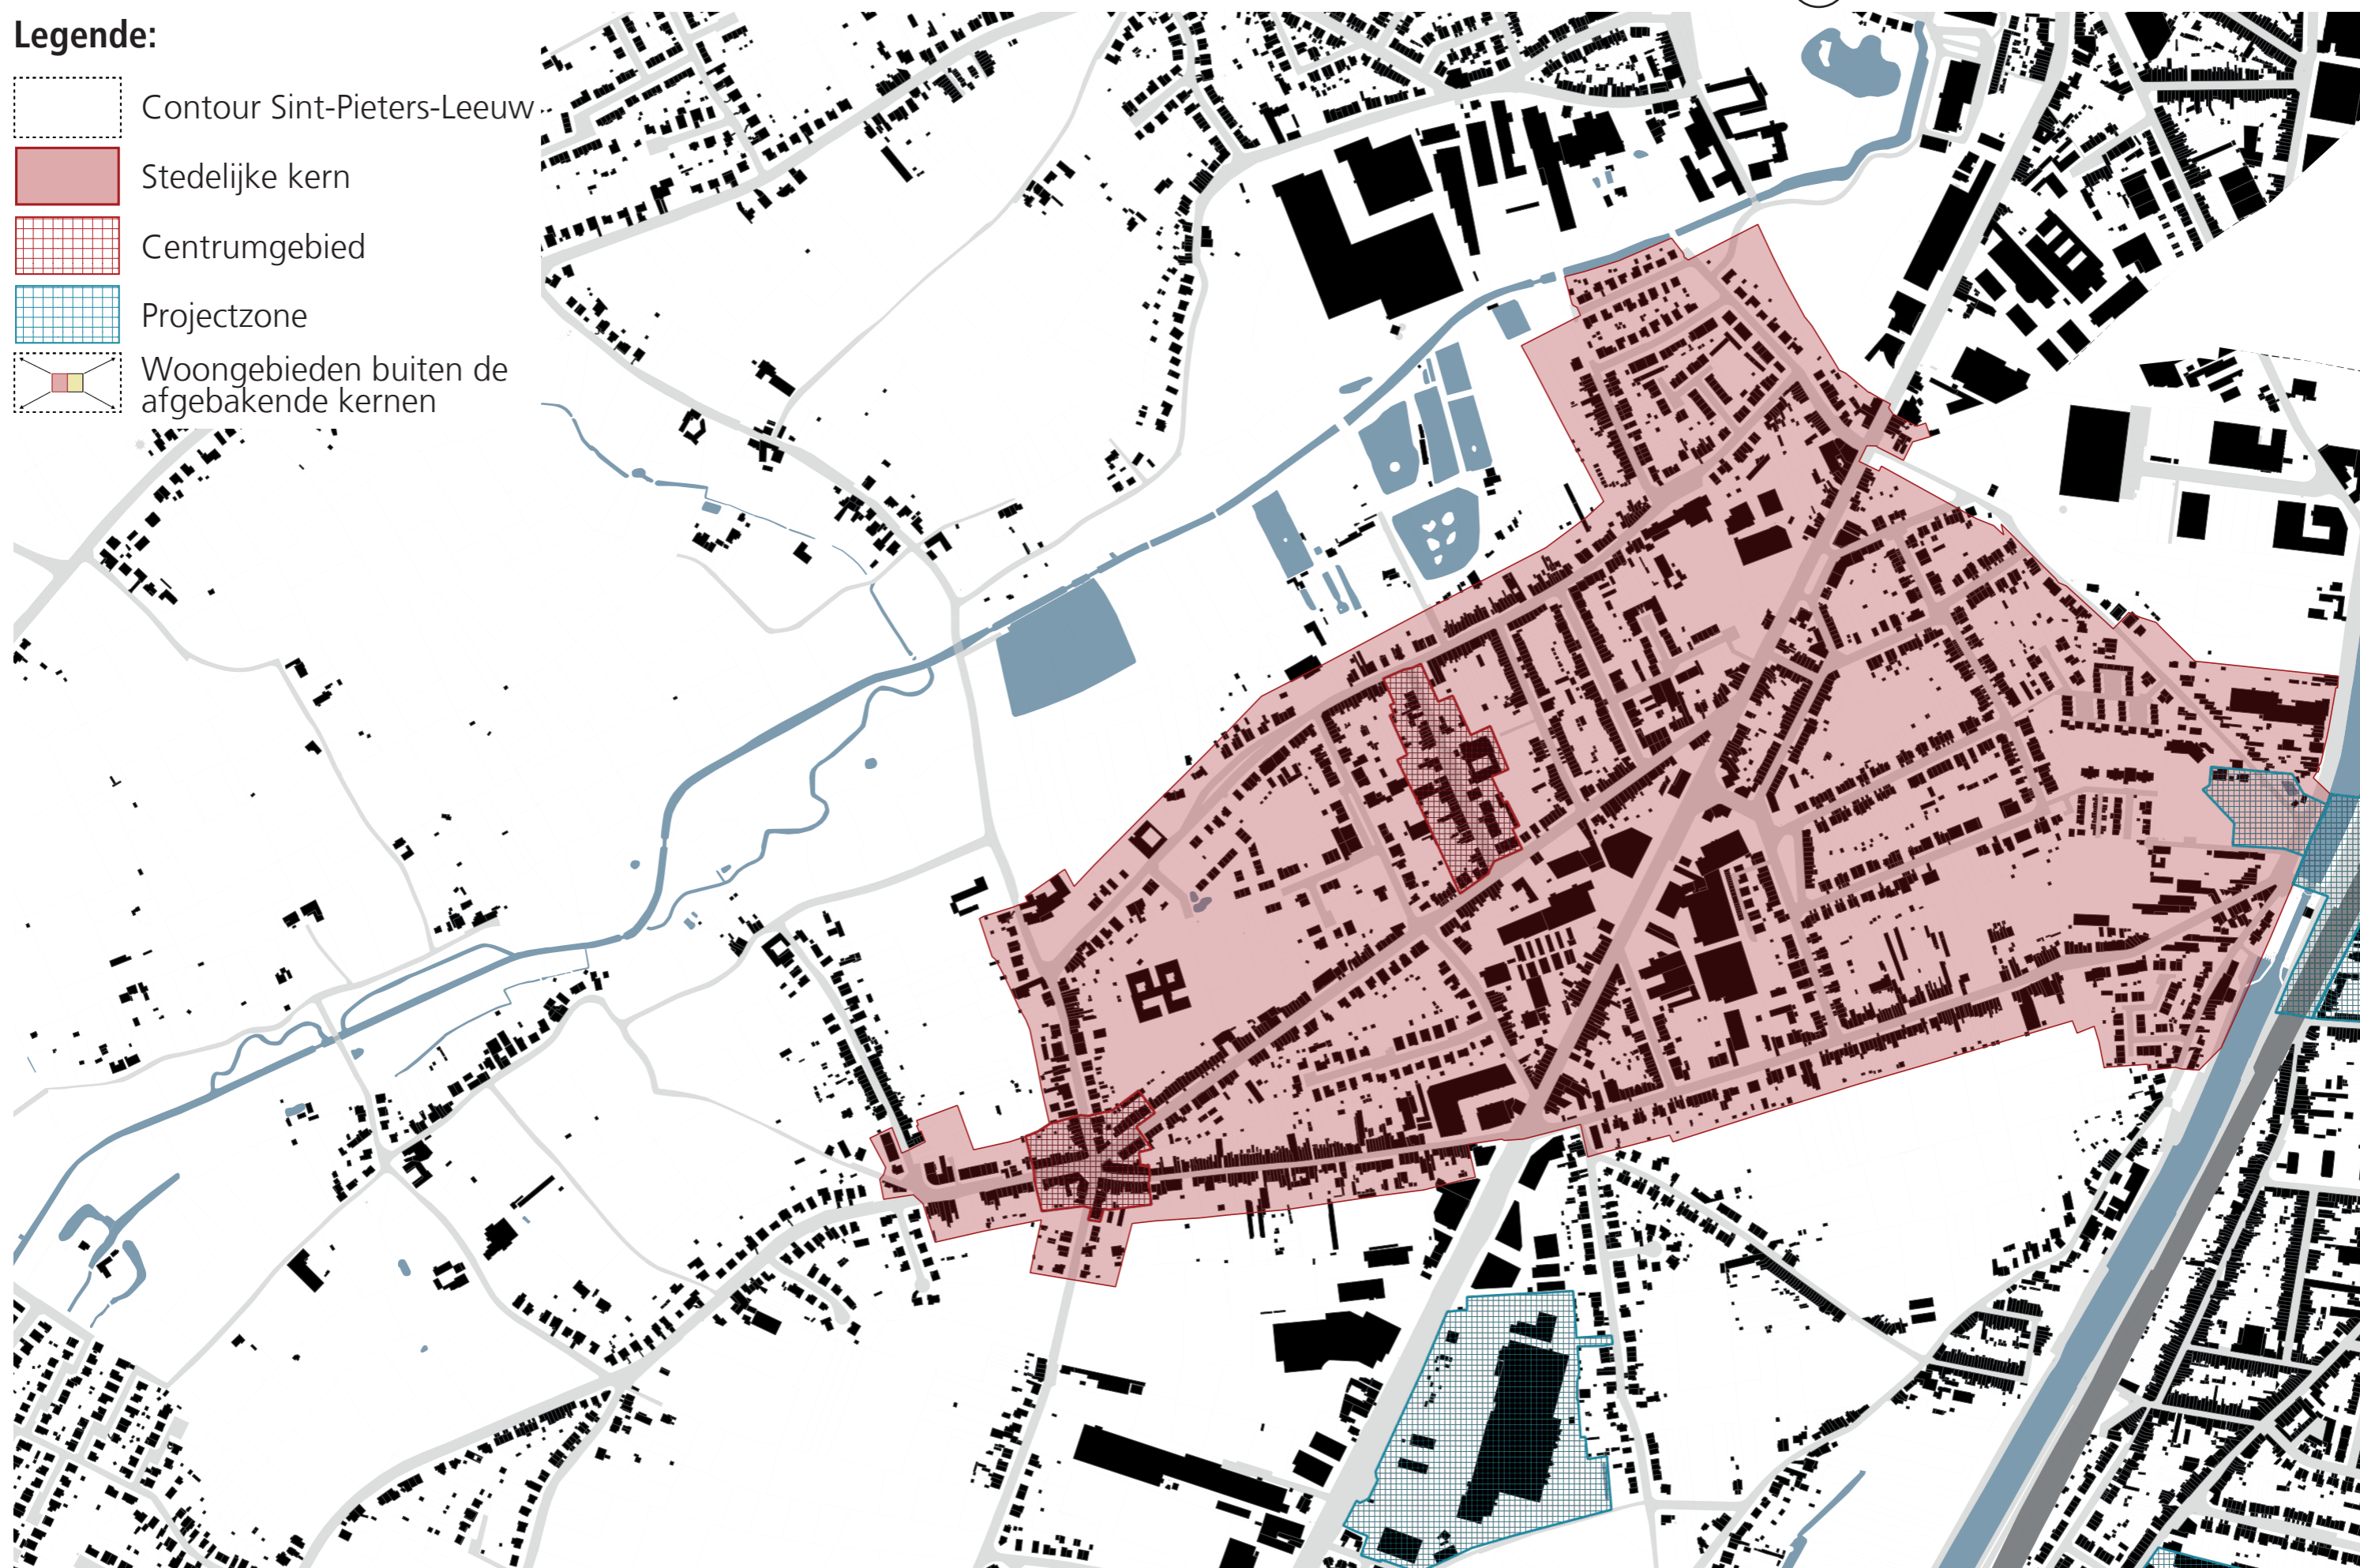 Legende:
Contour Sint-Pieters-Leeuw
Stedelijke kern
Centrumgebied
Projectzone
Woongebieden buiten de
afgebakende kernen